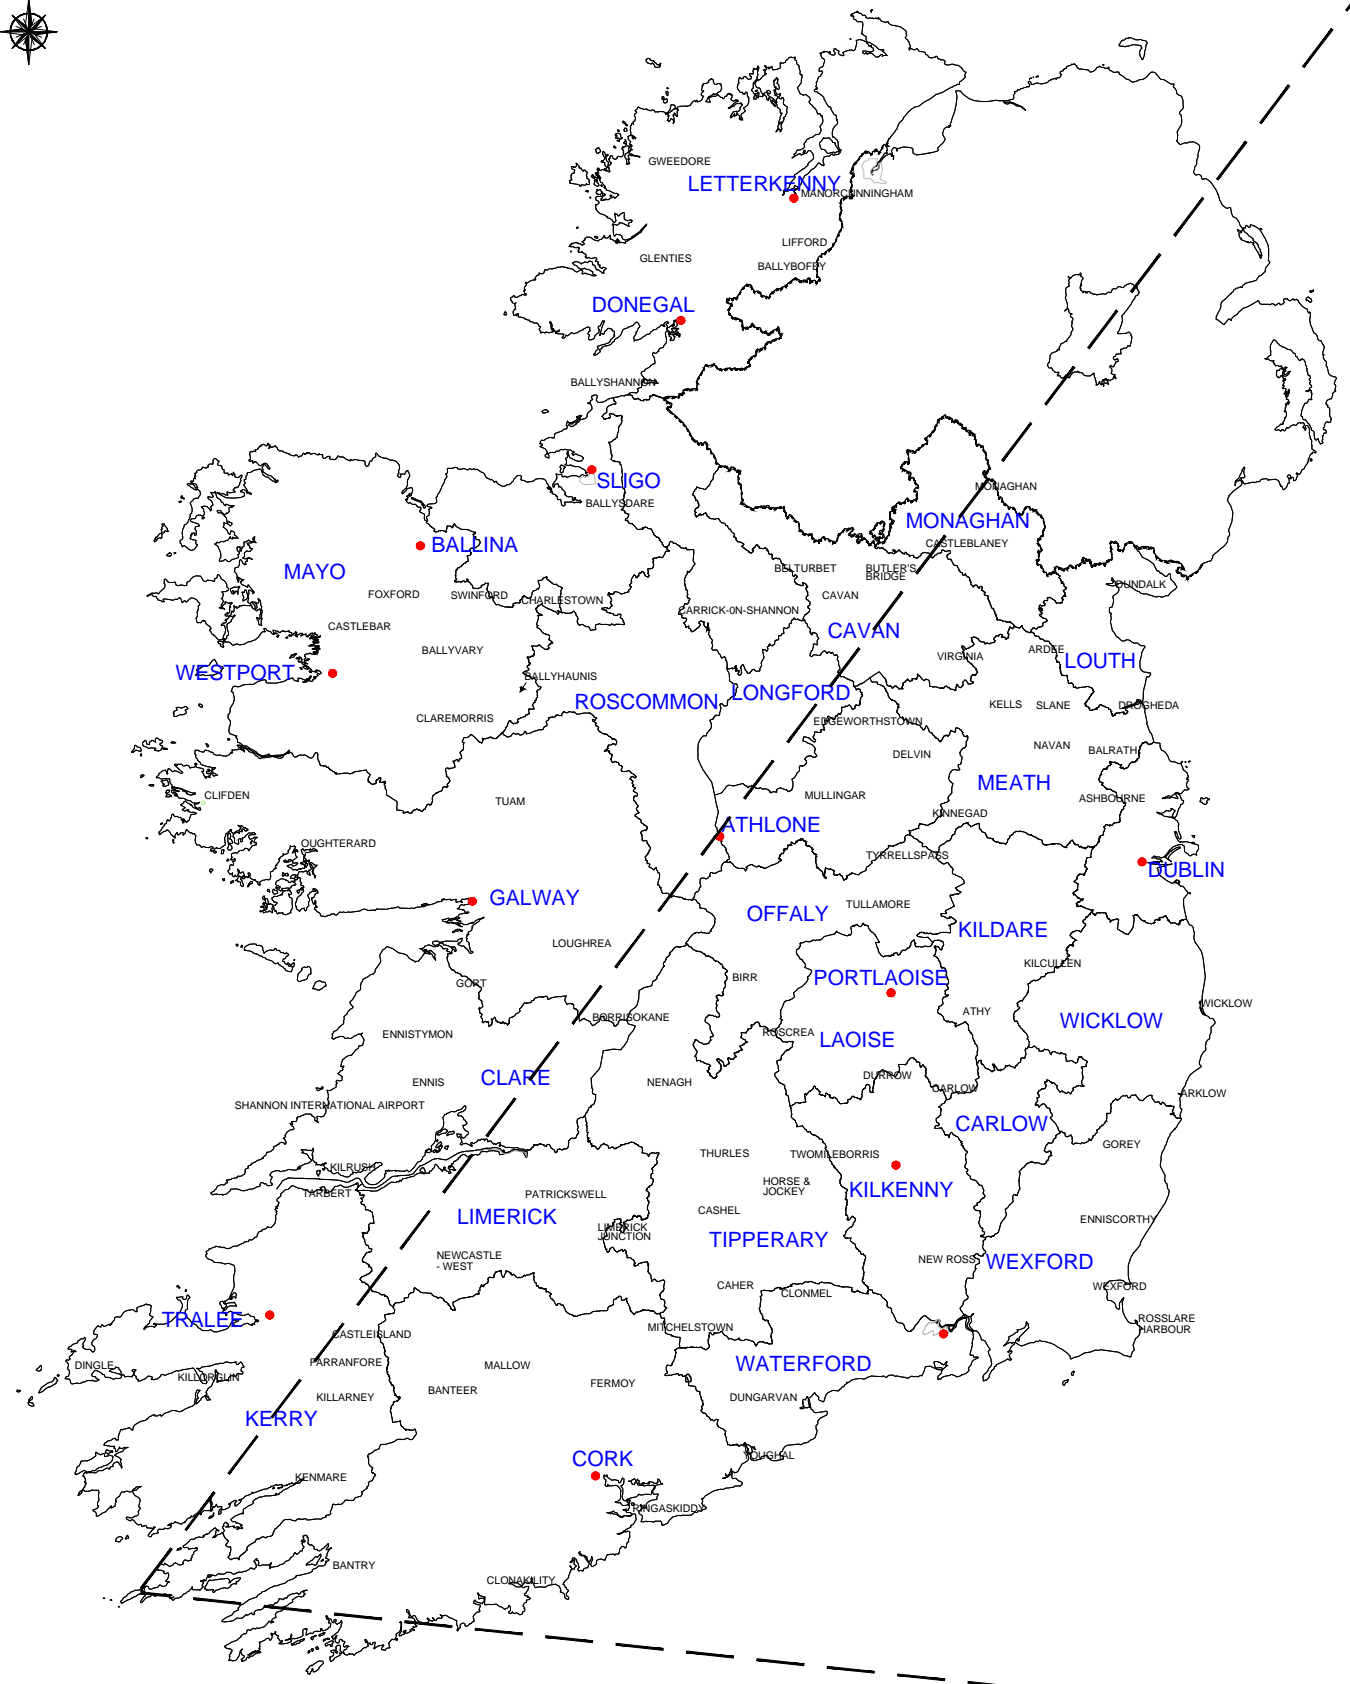 GWEEDORE
LETTERKENNY
MANORCUNNINGHAM
LIFFORD
GLENTIES
BALLYBOFEY
DONEGAL
BALLYSHANNON
SLIGO
MONAGHAN
BALLYSDARE
MONAGHAN
BALLINA
CASTLEBLANEY
MAYO
BELTURBET
BUTLER'S
BRIDGE
DUNDALK
FOXFORD
SWINFORD
CHARLESTOWN
CAVAN
CARRICK-0N-SHANNON
CASTLEBAR
CAVAN
BALLYVARY
VIRGINIA
ARDEE
LOUTH
WESTPORT
BALLYHAUNIS
ROSCOMMON
LONGFORD
KELLS
SLANE
DROGHEDA
CLAREMORRIS
EDGEWORTHSTOWN
NAVAN
BALRATH
DELVIN
MEATH
CLIFDEN
TUAM
MULLINGAR
ASHBOURNE
KINNEGAD
ATHLONE
OUGHTERARD
TYRRELLSPASS
DUBLIN
GALWAY
OFFALY
TULLAMORE
KILDARE
LOUGHREA
KILCULLEN
GORT
BIRR
PORTLAOISE
WICKLOW
ATHY
BORRISOKANE
WICKLOW
ENNISTYMON
ROSCREA
LAOISE
CLARE
ENNIS
NENAGH
DURROW
CARLOW
ARKLOW
SHANNON INTERNATIONAL AIRPORT
CARLOW
GOREY
THURLES
TWOMILEBORRIS
KILRUSH
HORSE &
JOCKEY
TARBERT
PATRICKSWELL
KILKENNY
CASHEL
LIMERICK
ENNISCORTHY
LIMERICK
JUNCTION
TIPPERARY
NEWCASTLE
- WEST
NEW ROSS
WEXFORD
CAHER
CLONMEL
WEXFORD
TRALEE
MITCHELSTOWN
ROSSLARE
HARBOUR
CASTLEISLAND
DINGLE
FARRANFORE
MALLOW
WATERFORD
KILLORGLIN
BANTEER
FERMOY
KILLARNEY
DUNGARVAN
KERRY
CORK
YOUGHAL
KENMARE
RINGASKIDDY
BANTRY
CLONAKILITY